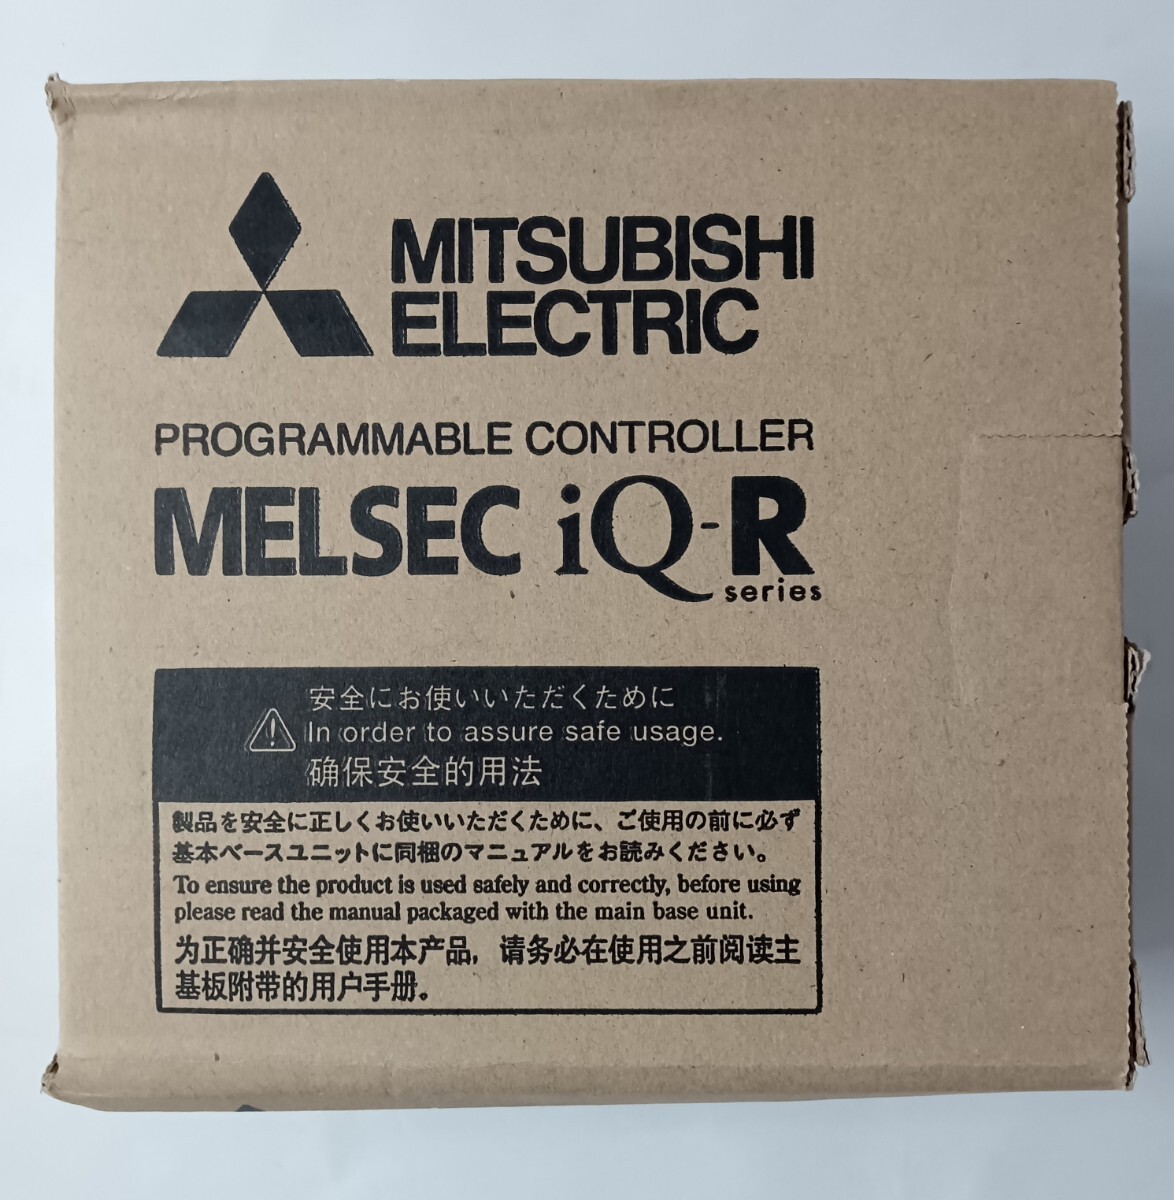 MITSUBISHI
ELECTRIC
PROGRAMMABLE CONTROLLER
MELSEC iQ-R
series
安全にお使いいただくために
In order to assure safe usage.
确保安全的用法
製品を安全に正しくお使いいただくために、ご使用の前に必ず
基本ベースユニットに同梱のマニュアルをお読みください。
To ensure the product is used safely and correctly, before using
please read the manual packaged with the main base unit.
为正确并安全使用本产品，请务必在使用之前阅读主
基板附带的用户手册。